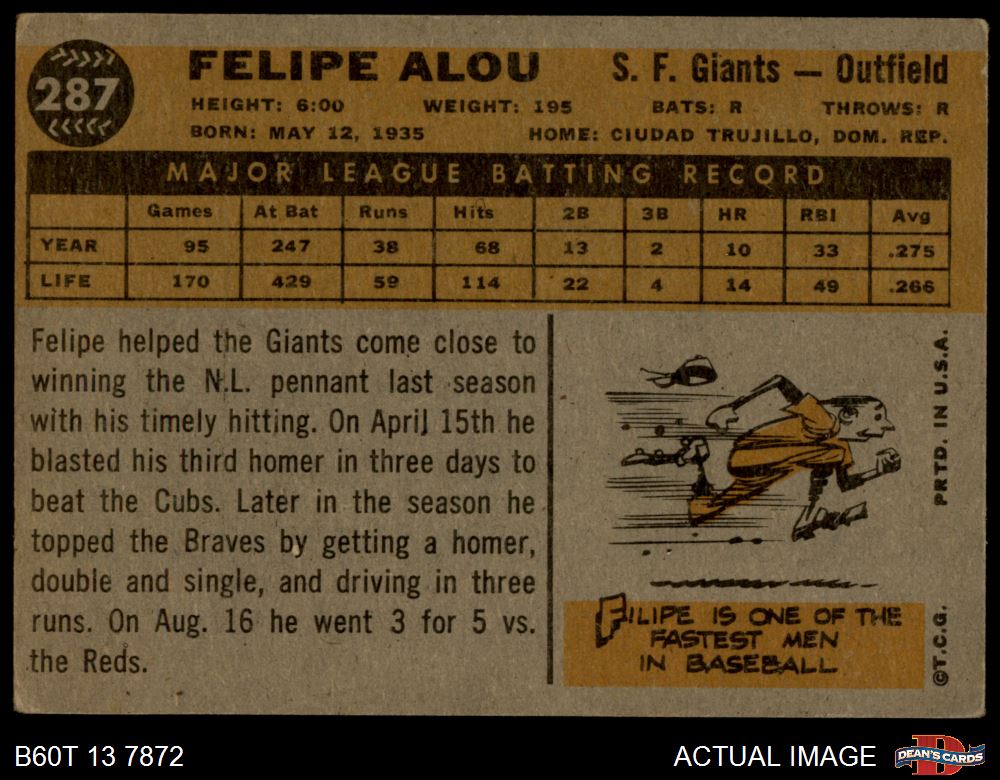 287
FELIPE ALOU S. F. Giants — Outfield
HEIGHT: 6:00 WEIGHT: 195 BATS: R THROWS: R
BORN: MAY 12, 1935 HOME: CIUDAD TRUJILLO, DOM. REP.
MAJOR LEAGUE BATTING RECORD
Games At Bat Runs Hits 2B 3B HR RBI Avg
YEAR 95 247 38 68 13 2 10 33 .275
LIFE 170 429 59 114 22 4 14 49 .266
Felipe helped the Giants come close to
winning the N.L. pennant last season
with his timely hitting. On April 15th he
blasted his third homer in three days to
beat the Cubs. Later in the season he
topped the Braves by getting a homer,
double and single, and driving in three
runs. On Aug. 16 he went 3 for 5 vs.
the Reds.
FILIPE IS ONE OF THE
FASTEST MEN
IN BASEBALL
©T.C.G. PRTD. IN U.S.A.
B60T 13 7872 ACTUAL IMAGE
D
DEAN'S CARDS